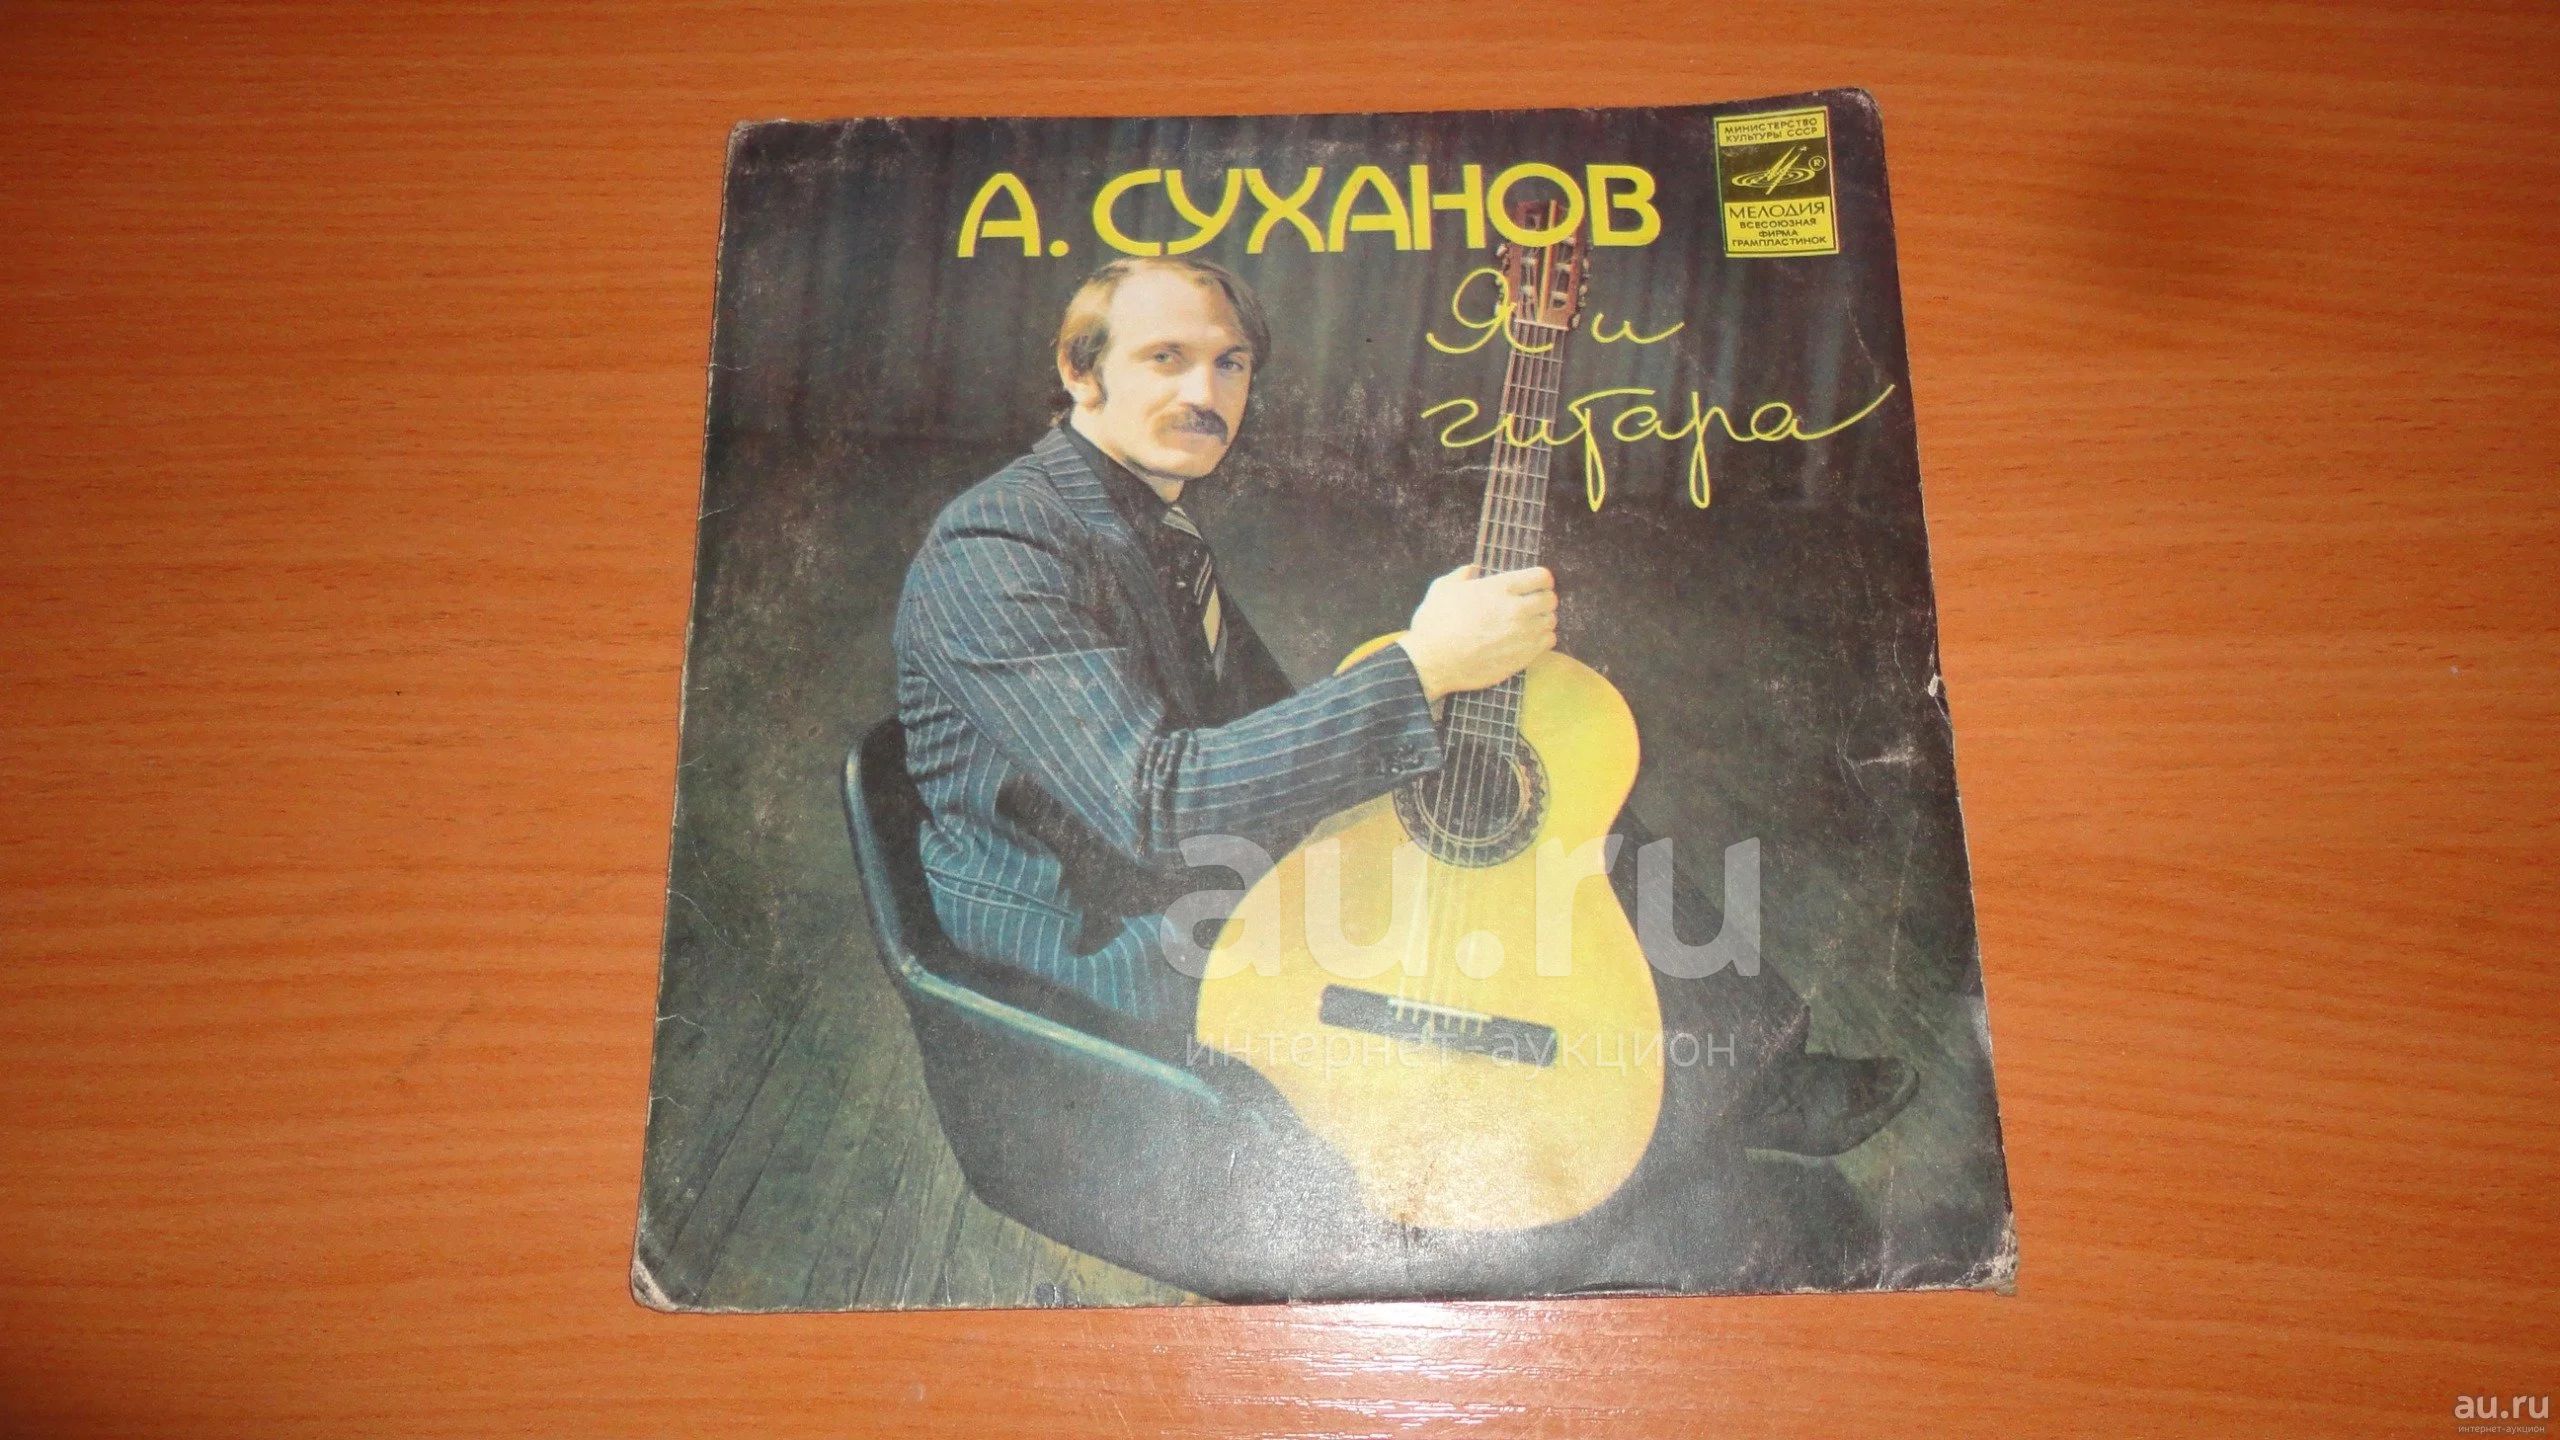 А. СУХАНОВ
Я и
гитара
МИНИСТЕРСТВО
КУЛЬТУРЫ СССР
МЕЛОДИЯ
ВСЕСОЮЗНАЯ
ФИРМА
ГРАМПЛАСТИНОК
au.ru
интернет-аукцион
au.ru
интернет-аукцион